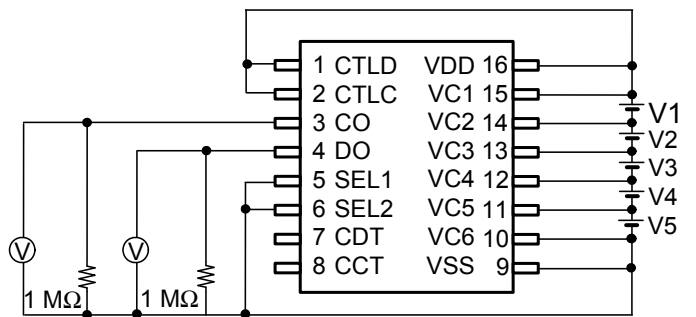 1 CTLD VDD 16
2 CTLC VC1 15
3 CO VC2 14
4 DO VC3 13
5 SEL1 VC4 12
6 SEL2 VC5 11
7 CDT VC6 10
8 CCT VSS 9
V1
V2
V3
V4
V5
V V
1 MΩ 1 MΩ